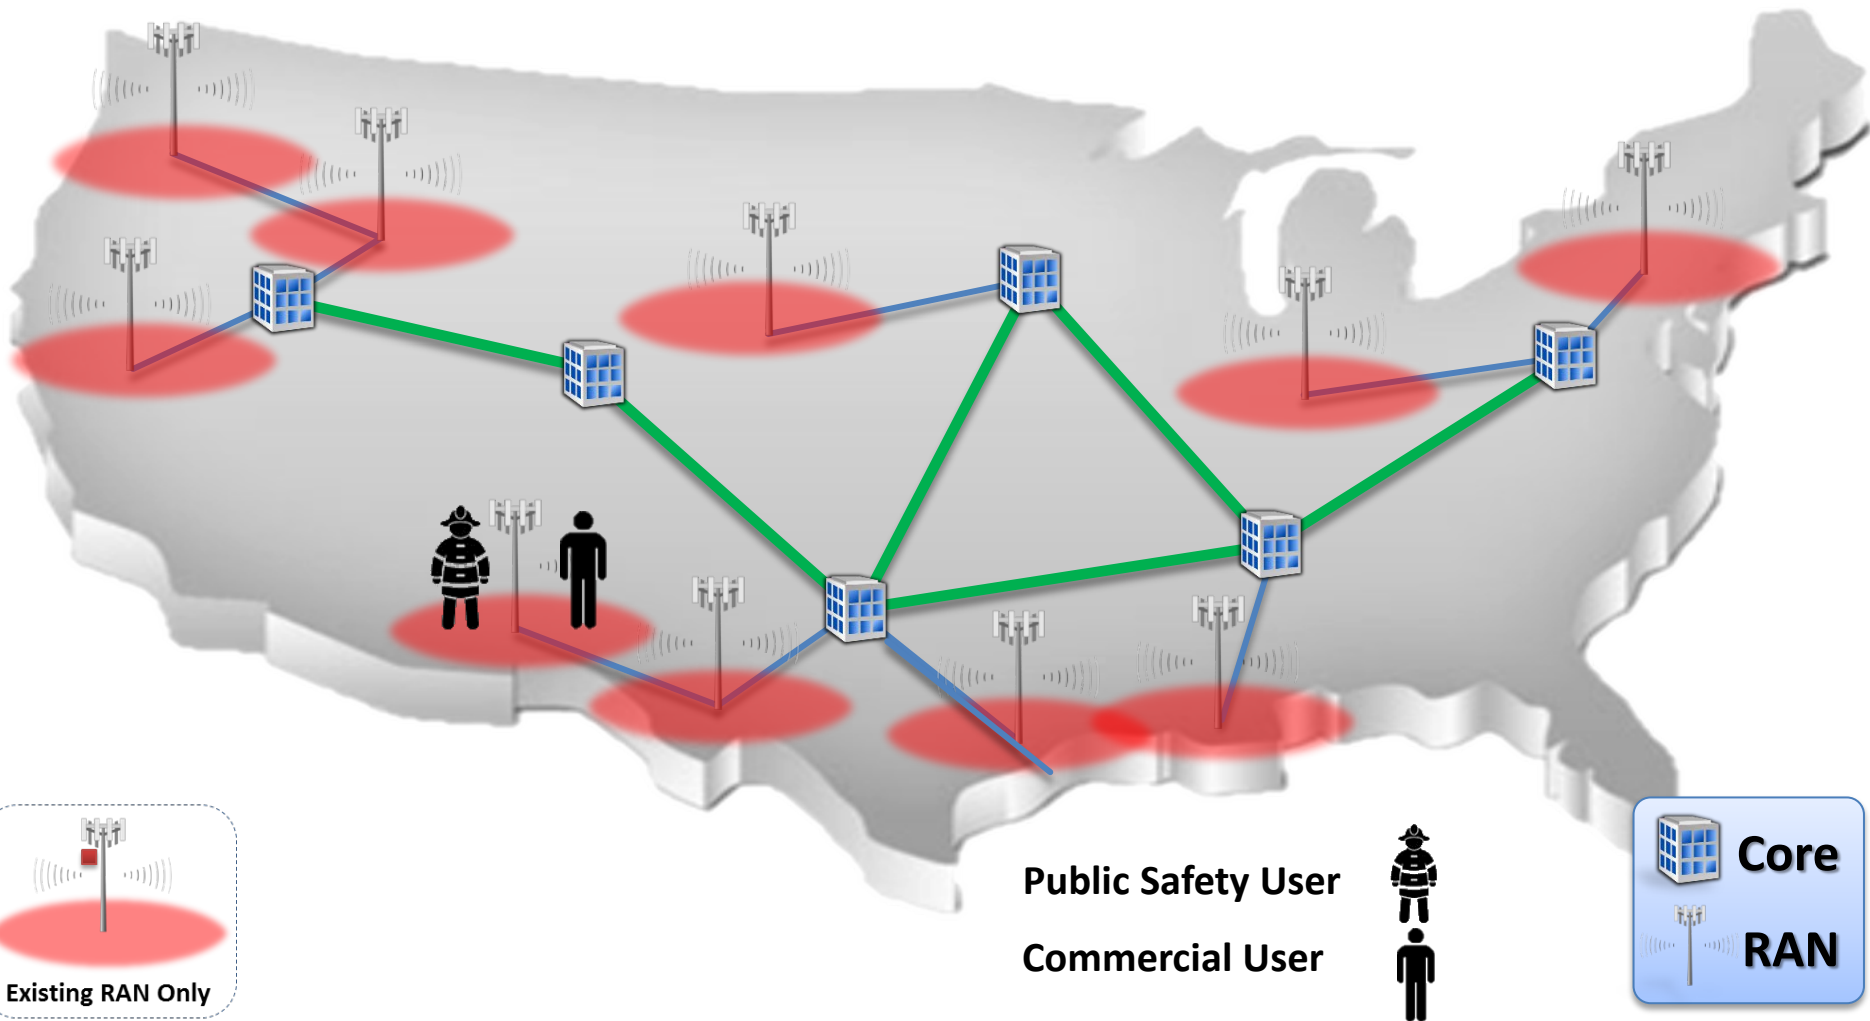 Existing RAN Only
Public Safety User
Commercial User
Core
RAN